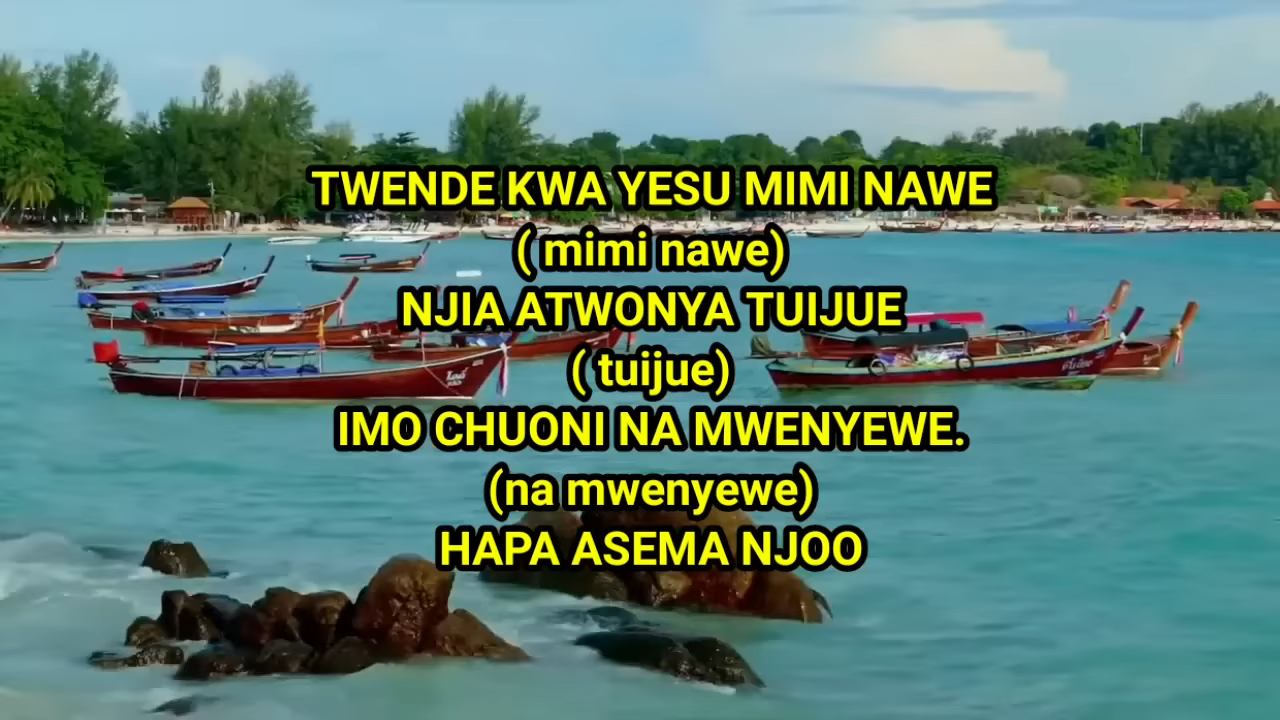 TWENDE KWA YESU MIMI NAWE
( mimi nawe)
NJIA ATWONYA TUIJUE
( tuijue)
IMO CHUONI NA MWENYEWE.
(na mwenyewe)
HAPA ASEMA NJOO